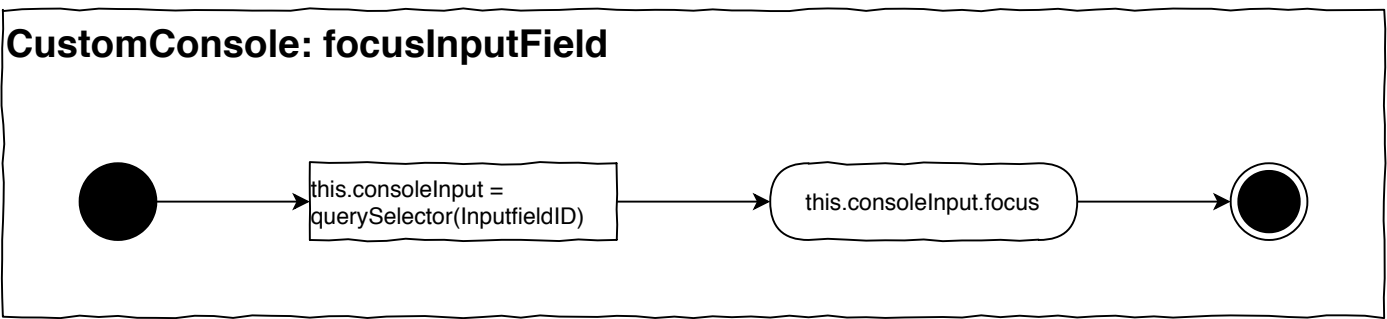 CustomConsole: focusInputField
this.consoleInput =
querySelector(InputfieldID)
this.consoleInput.focus